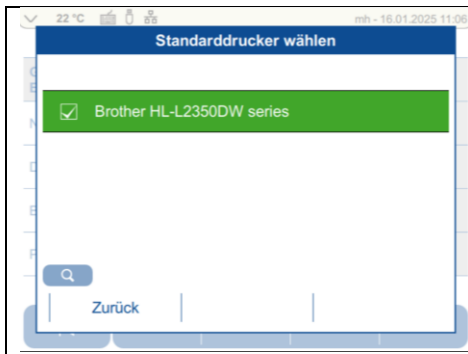 22 °C
mh - 16.01.2025 11:06
Standarddrucker wählen
Brother HL-L2350DW series
Zurück